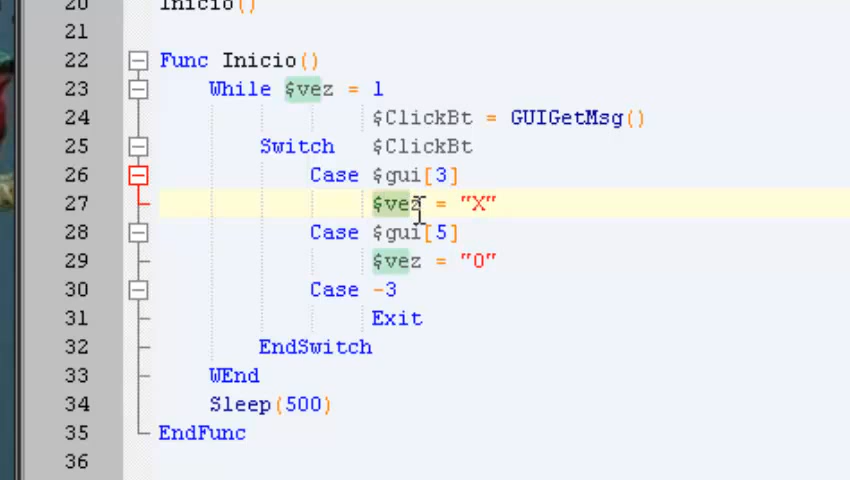 20 Inicio()
21
22 Func Inicio()
23 While $vez = 1
24 $ClickBt = GUIGetMsg()
25 Switch $ClickBt
26 Case $gui[3]
27 $vez = "X"
28 Case $gui[5]
29 $vez = "O"
30 Case -3
31 Exit
32 EndSwitch
33 WEnd
34 Sleep(500)
35 EndFunc
36